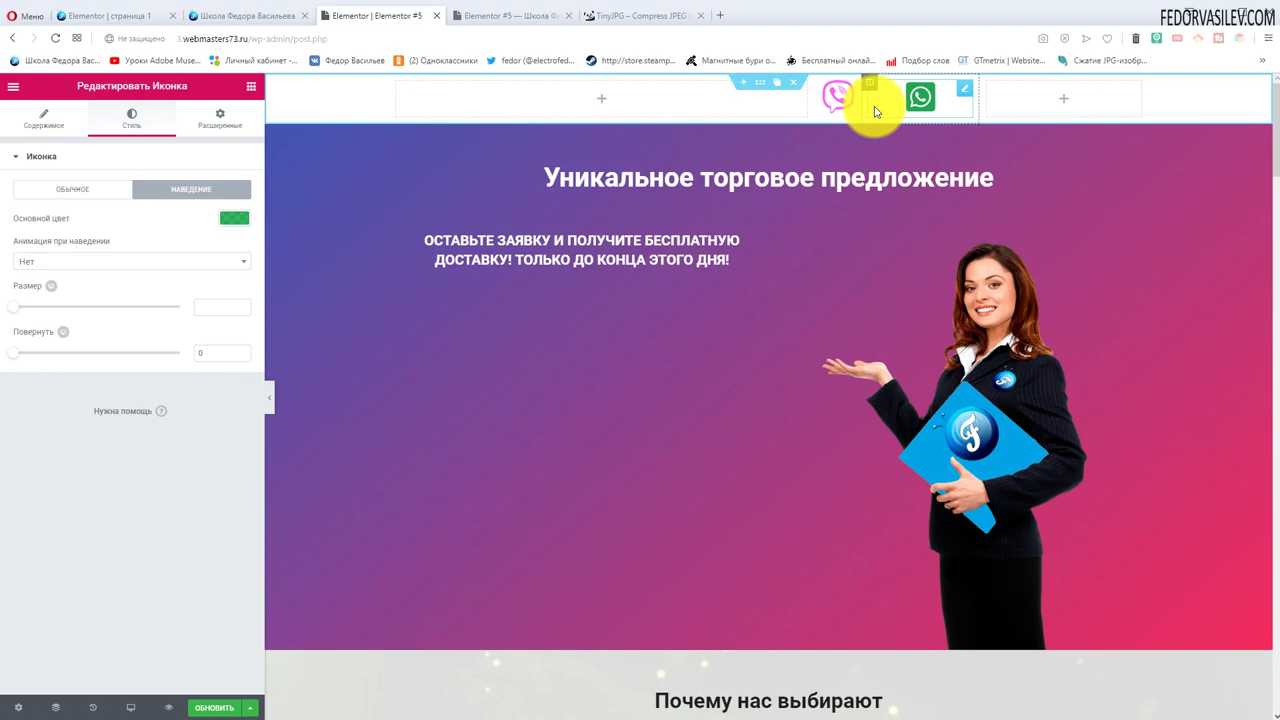 FEDORVASILEV.COM
Меню
Elementor | страница 1
Школа Федора Васильева
Elementor | Elementor #5
Elementor #5 — Школа Ф
TinyJPG – Compress JPEG
Не защищено
3.webmasters73.ru/wp-admin/post.php
Школа Федора Вас...
Уроки Adobe Muse...
Личный кабинет -...
Федор Васильев
(2) Одноклассники
fedor (@electrofed...
http://store.steamp...
Магнитные бури о...
Бесплатный онлай...
Подбор слов
GTmetrix | Website...
Сжатие JPG-изобр...
Редактировать Иконка
Содержимое
Стиль
Расширенные
Иконка
ОБЫЧНОЕ
НАВЕДЕНИЕ
Основной цвет
Анимация при наведении
Нет
Размер
Повернуть
0
Нужна помощь
ОБНОВИТЬ
Уникальное торговое предложение
ОСТАВЬТЕ ЗАЯВКУ И ПОЛУЧИТЕ БЕСПЛАТНУЮ
ДОСТАВКУ! ТОЛЬКО ДО КОНЦА ЭТОГО ДНЯ!
Почему нас выбирают